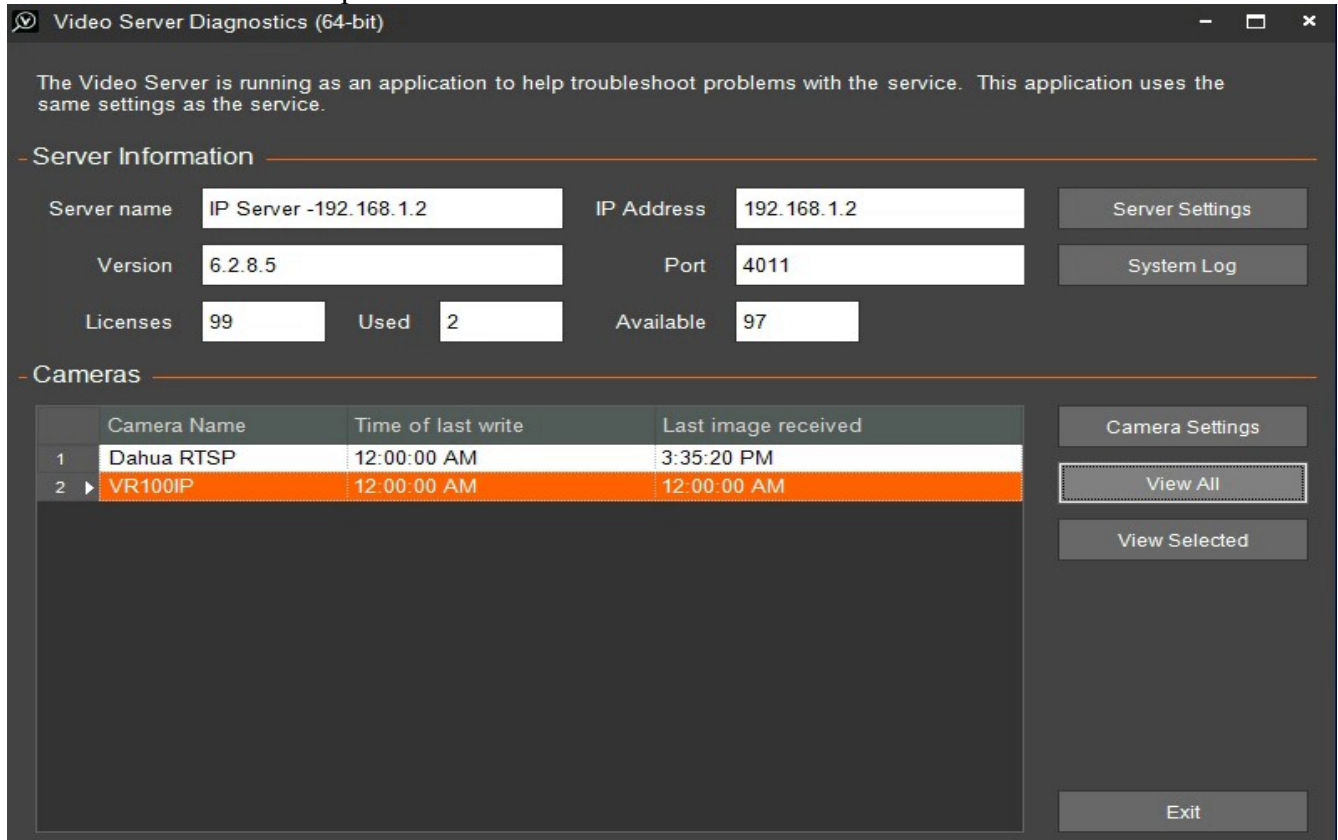 Video Server Diagnostics (64-bit)
The Video Server is running as an application to help troubleshoot problems with the service. This application uses the
same settings as the service.
Server Information
Server name IP Server -192.168.1.2 IP Address 192.168.1.2 Server Settings
Version 6.2.8.5 Port 4011 System Log
Licenses 99 Used 2 Available 97
Cameras
Camera Name Time of last write Last image received Camera Settings
1 Dahua RTSP 12:00:00 AM 3:35:20 PM
2 VR100IP 12:00:00 AM 12:00:00 AM View All
View Selected
Exit